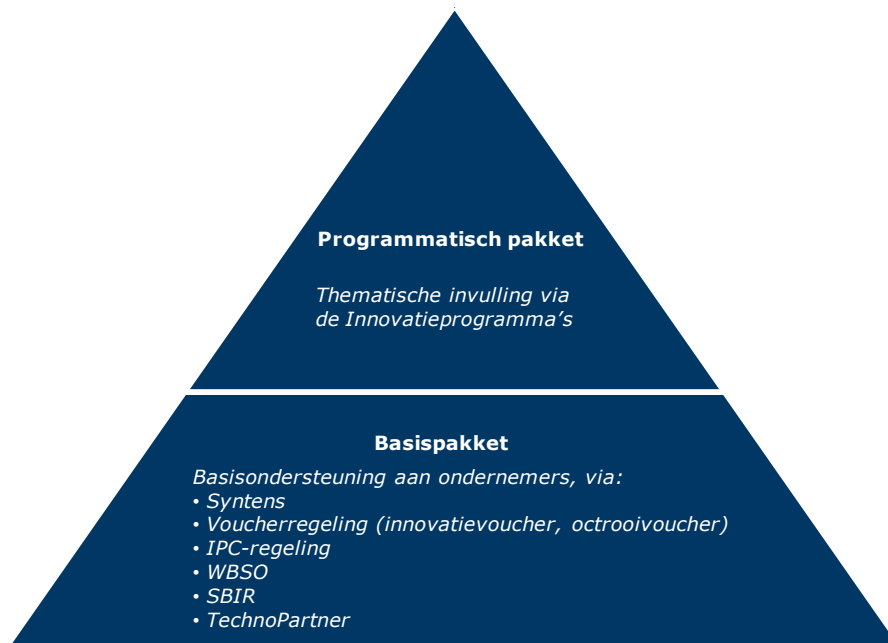 Programmatisch pakket
Thematische invulling via
de Innovatieprogramma's
Basispakket
Basisondersteuning aan ondernemers, via:
• Syntens
• Voucherregeling (innovatievoucher, octrooivoucher)
• IPC-regeling
• WBSO
• SBIR
• TechnoPartner